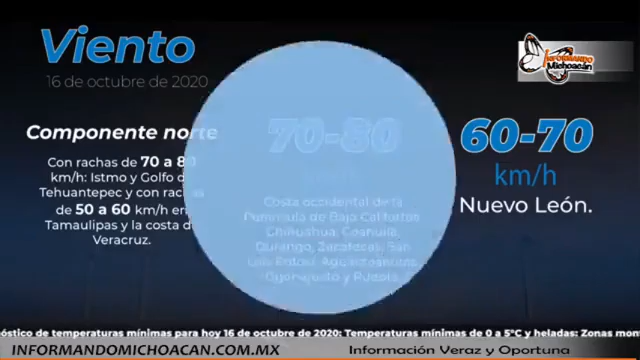 Viento
16 de octubre de 2020
INFORMANDO
Michoacán
Componente norte
Con rachas de 70 a 80
km/h: Istmo y Golfo de
Tehuantepec y con rachas
de 50 a 60 km/h en
Tamaulipas y la costa de
Veracruz.
70-80
Costa occidental de la
Península de Baja California
Chihuahua, Coahuila,
Durango, Zacatecas, San
Luis Potosí, Aguascalientes,
Guanajuato y Puebla.
60-70
km/h
Nuevo León.
nóstico de temperaturas mínimas para hoy 16 de octubre de 2020: Temperaturas mínimas de 0 a 5°C y heladas: Zonas mon
INFORMANDOMICHOACAN.COM.MX
Información Veraz y Oportuna